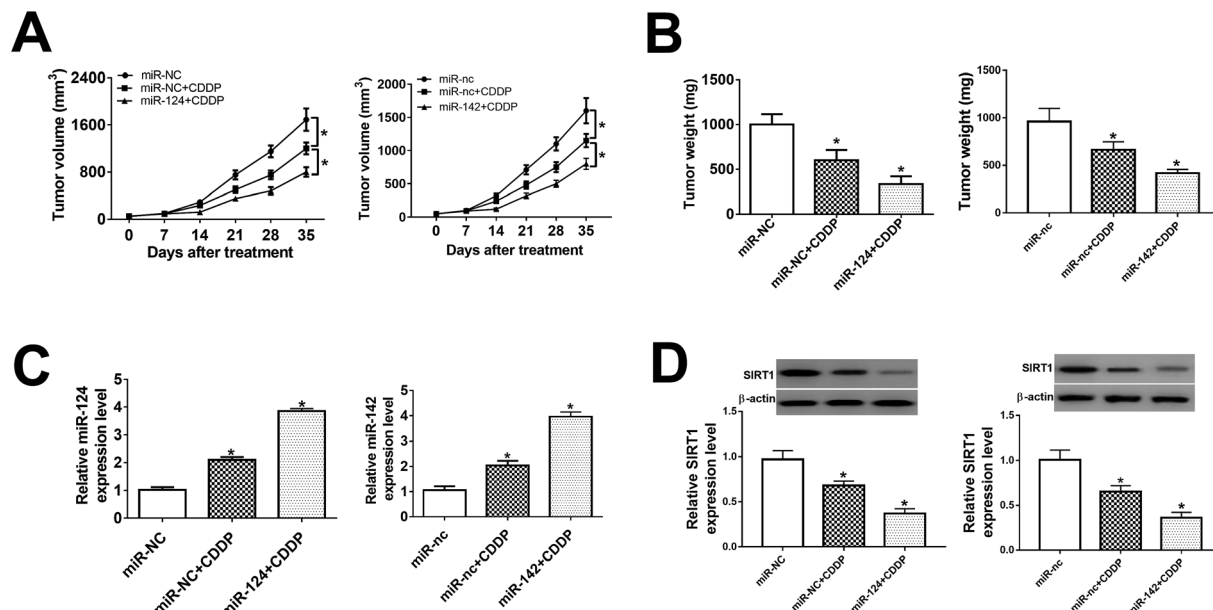 A
Tumor volume (mm³)
2400
1600
800
0
miR-NC
miR-NC+CDDP
miR-124+CDDP
*
*
0 7 14 21 28 35
Days after treatment
Tumor volume (mm³)
2000
1500
1000
500
0
miR-nc
miR-nc+CDDP
miR-142+CDDP
*
*
0 7 14 21 28 35
Days after treatment
B
Tumor weight (mg)
1500
1000
500
0
*
*
miR-NC
miR-NC+CDDP
miR-124+CDDP
Tumor weight (mg)
1500
1000
500
0
*
*
miR-nc
miR-nc+CDDP
miR-142+CDDP
C
Relative miR-124
expression level
5
4
3
2
1
0
*
*
miR-NC
miR-NC+CDDP
miR-124+CDDP
Relative miR-142
expression level
5
4
3
2
1
0
*
*
miR-nc
miR-nc+CDDP
miR-142+CDDP
D
SIRT1
β-actin
Relative SIRT1
expression level
1.5
1.0
0.5
0.0
*
*
miR-NC
miR-NC+CDDP
miR-124+CDDP
SIRT1
β-actin
Relative SIRT1
expression level
1.5
1.0
0.5
0.0
*
*
miR-nc
miR-nc+CDDP
miR-142+CDDP